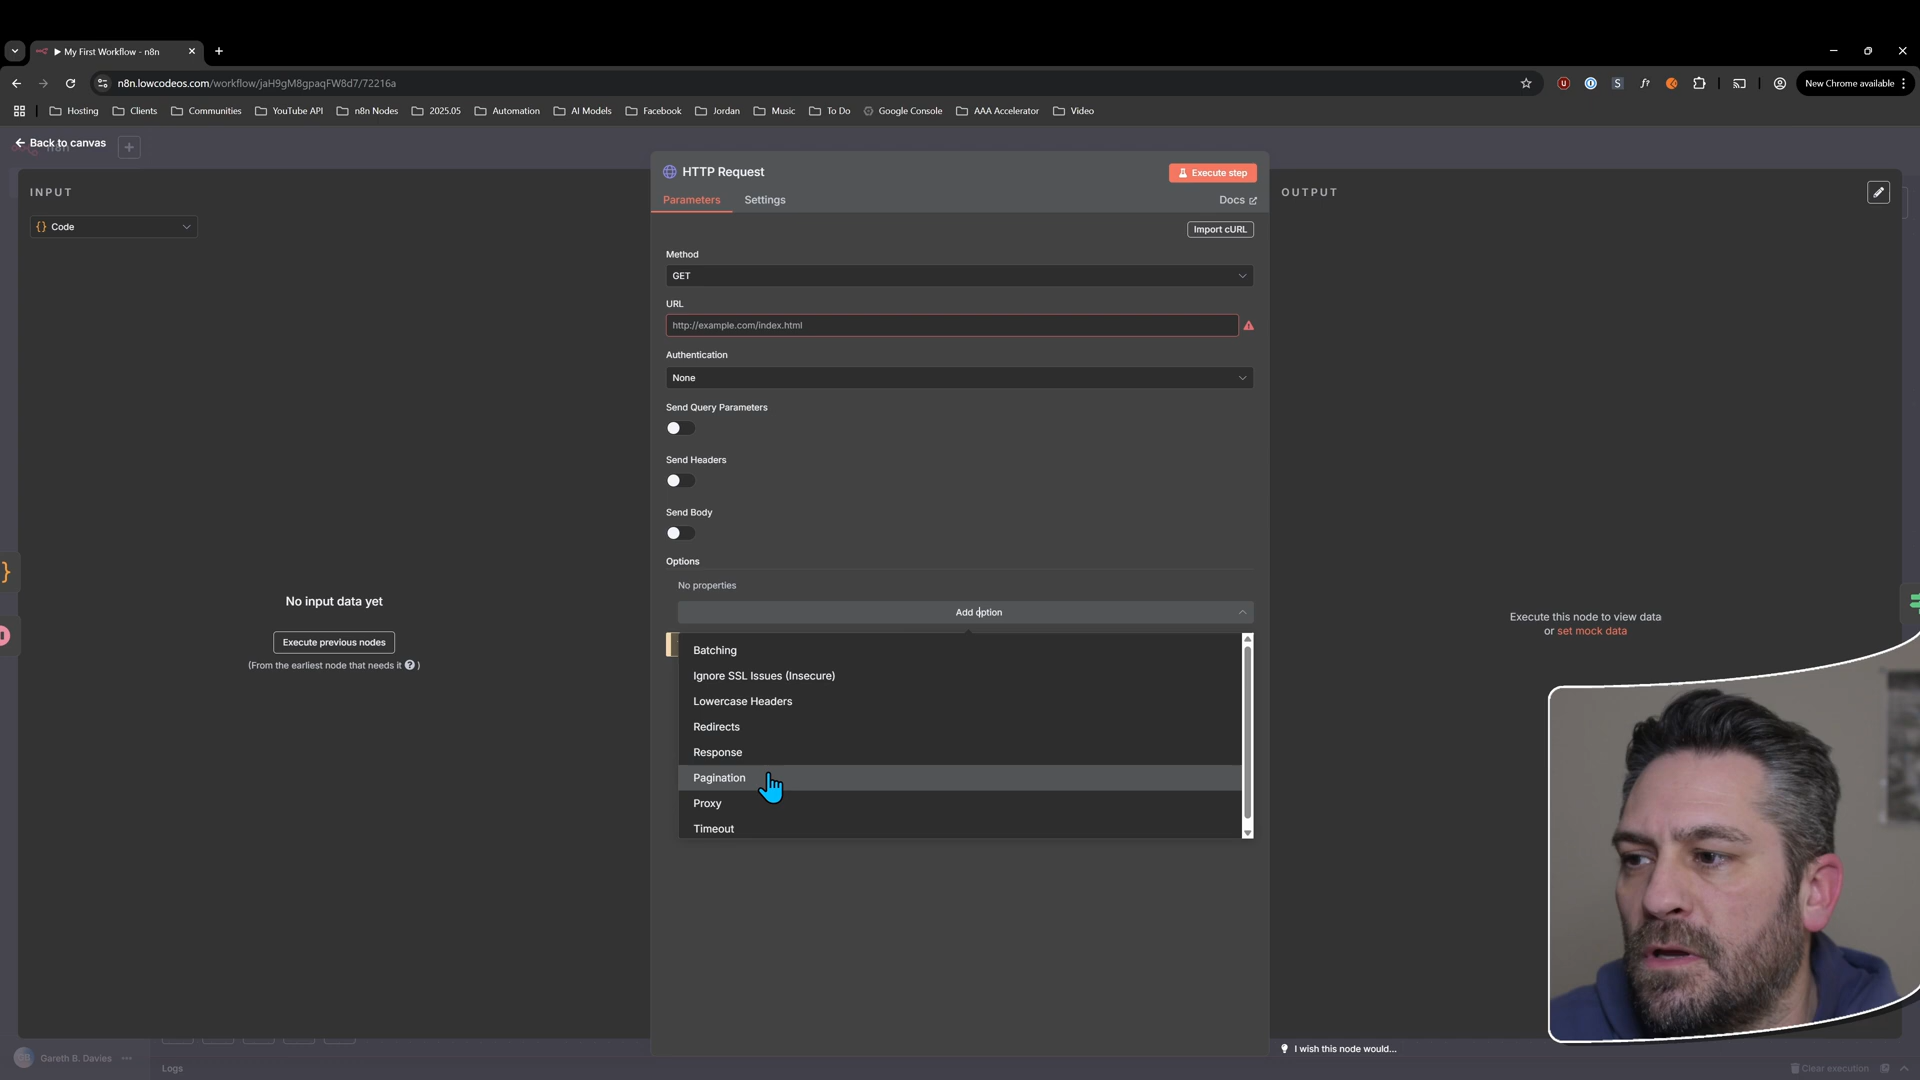 My First Workflow - n8n
n8n.lowcodeos.com/workflow/jaH9gM8gpaqFW8d7/72216a
New Chrome available
Hosting
Clients
Communities
YouTube API
n8n Nodes
2025.05
Automation
AI Models
Facebook
Jordan
Music
To Do
Google Console
AAA Accelerator
Video
Back to canvas
INPUT
Code
No input data yet
Execute previous nodes
(From the earliest node that needs it ?)
HTTP Request
Execute step
Parameters
Settings
Docs
Import cURL
Method
GET
URL
http://example.com/index.html
Authentication
None
Send Query Parameters
Send Headers
Send Body
Options
No properties
Add option
Batching
Ignore SSL Issues (Insecure)
Lowercase Headers
Redirects
Response
Pagination
Proxy
Timeout
OUTPUT
Execute this node to view data
or set mock data
I wish this node would...
Gareth B. Davies
Logs
Clear execution